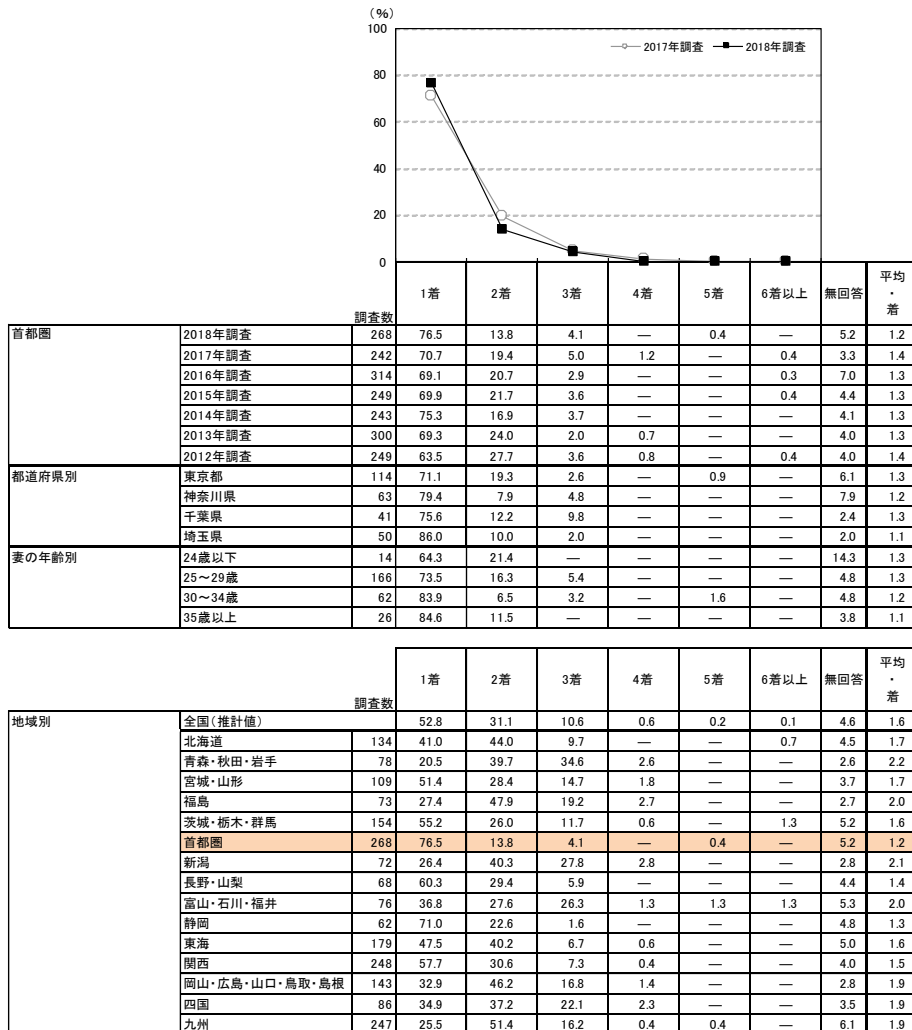 (%)
100
2017年調査 2018年調査
80
60
40
20
0
調査数 1着 2着 3着 4着 5着 6着以上 無回答 平均・着
首都圏 2018年調査 268 76.5 13.8 4.1 — 0.4 — 5.2 1.2
2017年調査 242 70.7 19.4 5.0 1.2 — 0.4 3.3 1.4
2016年調査 314 69.1 20.7 2.9 — — 0.3 7.0 1.3
2015年調査 249 69.9 21.7 3.6 — — 0.4 4.4 1.3
2014年調査 243 75.3 16.9 3.7 — — — 4.1 1.3
2013年調査 300 69.3 24.0 2.0 0.7 — — 4.0 1.3
2012年調査 249 63.5 27.7 3.6 0.8 — 0.4 4.0 1.4
都道府県別 東京都 114 71.1 19.3 2.6 — 0.9 — 6.1 1.3
神奈川県 63 79.4 7.9 4.8 — — — 7.9 1.2
千葉県 41 75.6 12.2 9.8 — — — 2.4 1.3
埼玉県 50 86.0 10.0 2.0 — — — 2.0 1.1
妻の年齢別 24歳以下 14 64.3 21.4 — — — — 14.3 1.3
25～29歳 166 73.5 16.3 5.4 — — — 4.8 1.3
30～34歳 62 83.9 6.5 3.2 — 1.6 — 4.8 1.2
35歳以上 26 84.6 11.5 — — — — 3.8 1.1
調査数 1着 2着 3着 4着 5着 6着以上 無回答 平均・着
地域別 全国(推計値) 52.8 31.1 10.6 0.6 0.2 0.1 4.6 1.6
北海道 134 41.0 44.0 9.7 — — 0.7 4.5 1.7
青森・秋田・岩手 78 20.5 39.7 34.6 2.6 — — 2.6 2.2
宮城・山形 109 51.4 28.4 14.7 1.8 — — 3.7 1.7
福島 73 27.4 47.9 19.2 2.7 — — 2.7 2.0
茨城・栃木・群馬 154 55.2 26.0 11.7 0.6 — 1.3 5.2 1.6
首都圏 268 76.5 13.8 4.1 — 0.4 — 5.2 1.2
新潟 72 26.4 40.3 27.8 2.8 — — 2.8 2.1
長野・山梨 68 60.3 29.4 5.9 — — — 4.4 1.4
富山・石川・福井 76 36.8 27.6 26.3 1.3 1.3 1.3 5.3 2.0
静岡 62 71.0 22.6 1.6 — — — 4.8 1.3
東海 179 47.5 40.2 6.7 0.6 — — 5.0 1.6
関西 248 57.7 30.6 7.3 0.4 — — 4.0 1.5
岡山・広島・山口・鳥取・島根 143 32.9 46.2 16.8 1.4 — — 2.8 1.9
四国 86 34.9 37.2 22.1 2.3 — — 3.5 1.9
九州 247 25.5 51.4 16.2 0.4 0.4 — 6.1 1.9